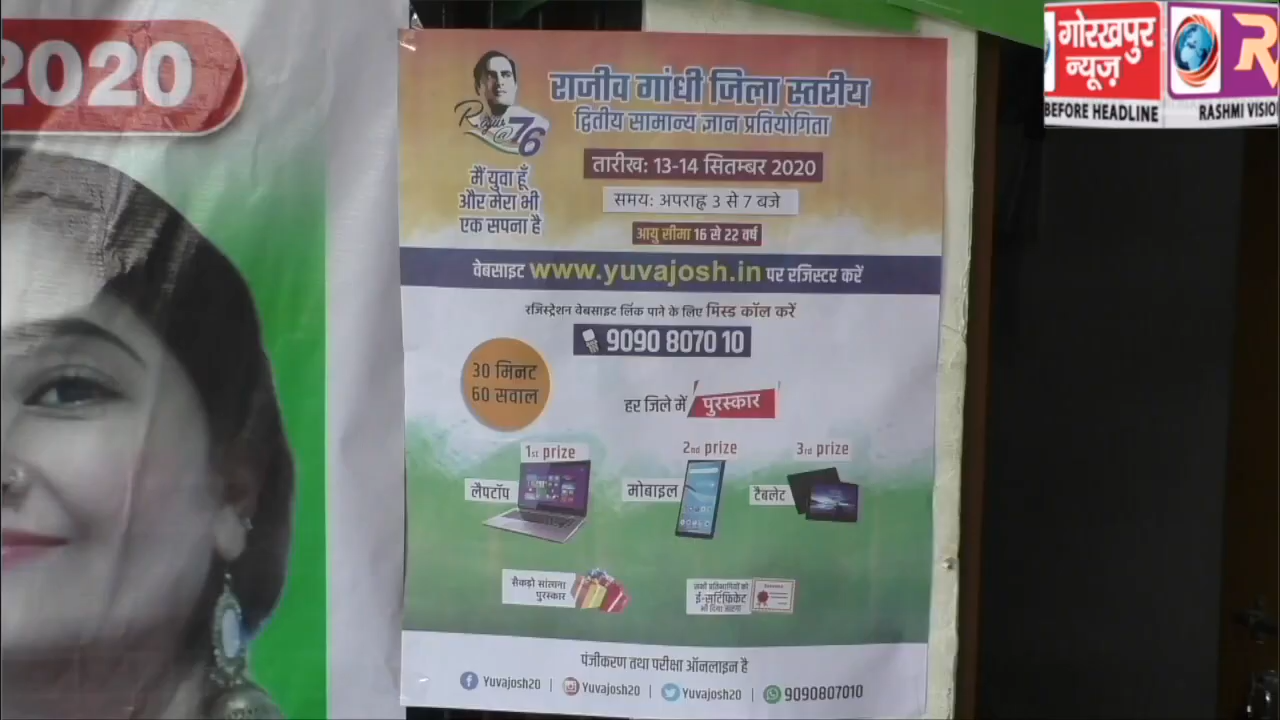 2020
गोरखपुर
न्यूज़
BEFORE HEADLINE
R
RASHMI VISIO
Rajiv
@76
राजीव गांधी जिला स्तरीय
द्वितीय सामान्य ज्ञान प्रतियोगिता
तारीख: 13-14 सितम्बर 2020
समय: अपराह्न 3 से 7 बजे
आयु सीमा 16 से 22 वर्ष
मैं युवा हूँ
और मेरा भी
एक सपना है
वेबसाइट www.yuvajosh.in पर रजिस्टर करें
रजिस्ट्रेशन वेबसाइट लिंक पाने के लिए मिस्ड कॉल करें
9090 8070 10
30 मिनट
60 सवाल
हर जिले में पुरस्कार
1st prize
लैपटॉप
2nd prize
मोबाइल
3rd prize
टैबलेट
सैकड़ो सांत्वना
पुरस्कार
सभी प्रतिभागियों को
ई-सर्टिफिकेट
भी दिया जाएगा
पंजीकरण तथा परीक्षा ऑनलाइन है
Yuvajosh20 | Yuvajosh20 | Yuvajosh20 | 9090807010